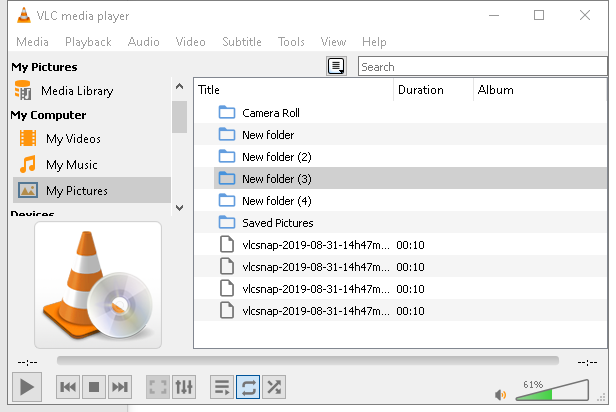 VLC media player
Media Playback Audio Video Subtitle Tools View Help
My Pictures
Search
Media Library
My Computer
My Videos
My Music
My Pictures
Devices
Title Duration Album
Camera Roll
New folder
New folder (2)
New folder (3)
New folder (4)
Saved Pictures
vlcsnap-2019-08-31-14h47m... 00:10
vlcsnap-2019-08-31-14h47m... 00:10
vlcsnap-2019-08-31-14h47m... 00:10
vlcsnap-2019-08-31-14h47m... 00:10
--:-- --:--
61%